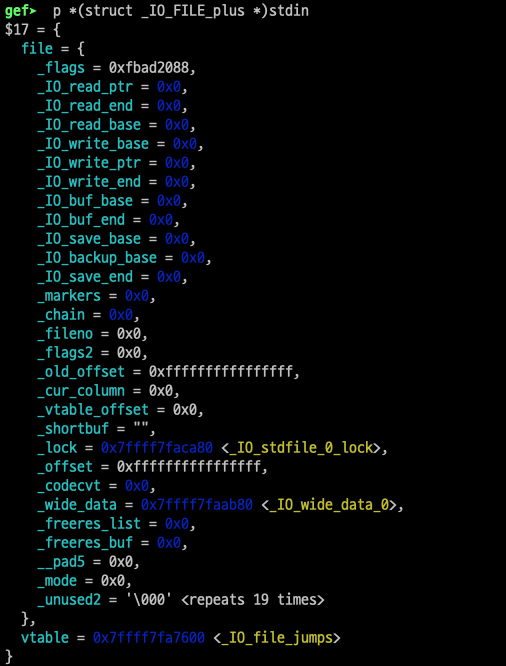 gef➤  p *(struct _IO_FILE_plus *)stdin
$17 = {
  file = {
    _flags = 0xfbad2088,
    _IO_read_ptr = 0x0,
    _IO_read_end = 0x0,
    _IO_read_base = 0x0,
    _IO_write_base = 0x0,
    _IO_write_ptr = 0x0,
    _IO_write_end = 0x0,
    _IO_buf_base = 0x0,
    _IO_buf_end = 0x0,
    _IO_save_base = 0x0,
    _IO_backup_base = 0x0,
    _IO_save_end = 0x0,
    _markers = 0x0,
    _chain = 0x0,
    _fileno = 0x0,
    _flags2 = 0x0,
    _old_offset = 0xffffffffffffffff,
    _cur_column = 0x0,
    _vtable_offset = 0x0,
    _shortbuf = "",
    _lock = 0x7ffff7faca80 <_IO_stdfile_0_lock>,
    _offset = 0xffffffffffffffff,
    _codecvt = 0x0,
    _wide_data = 0x7ffff7faab80 <_IO_wide_data_0>,
    _freeres_list = 0x0,
    _freeres_buf = 0x0,
    __pad5 = 0x0,
    _mode = 0x0,
    _unused2 = '\000' <repeats 19 times>
  },
  vtable = 0x7ffff7fa7600 <_IO_file_jumps>
}